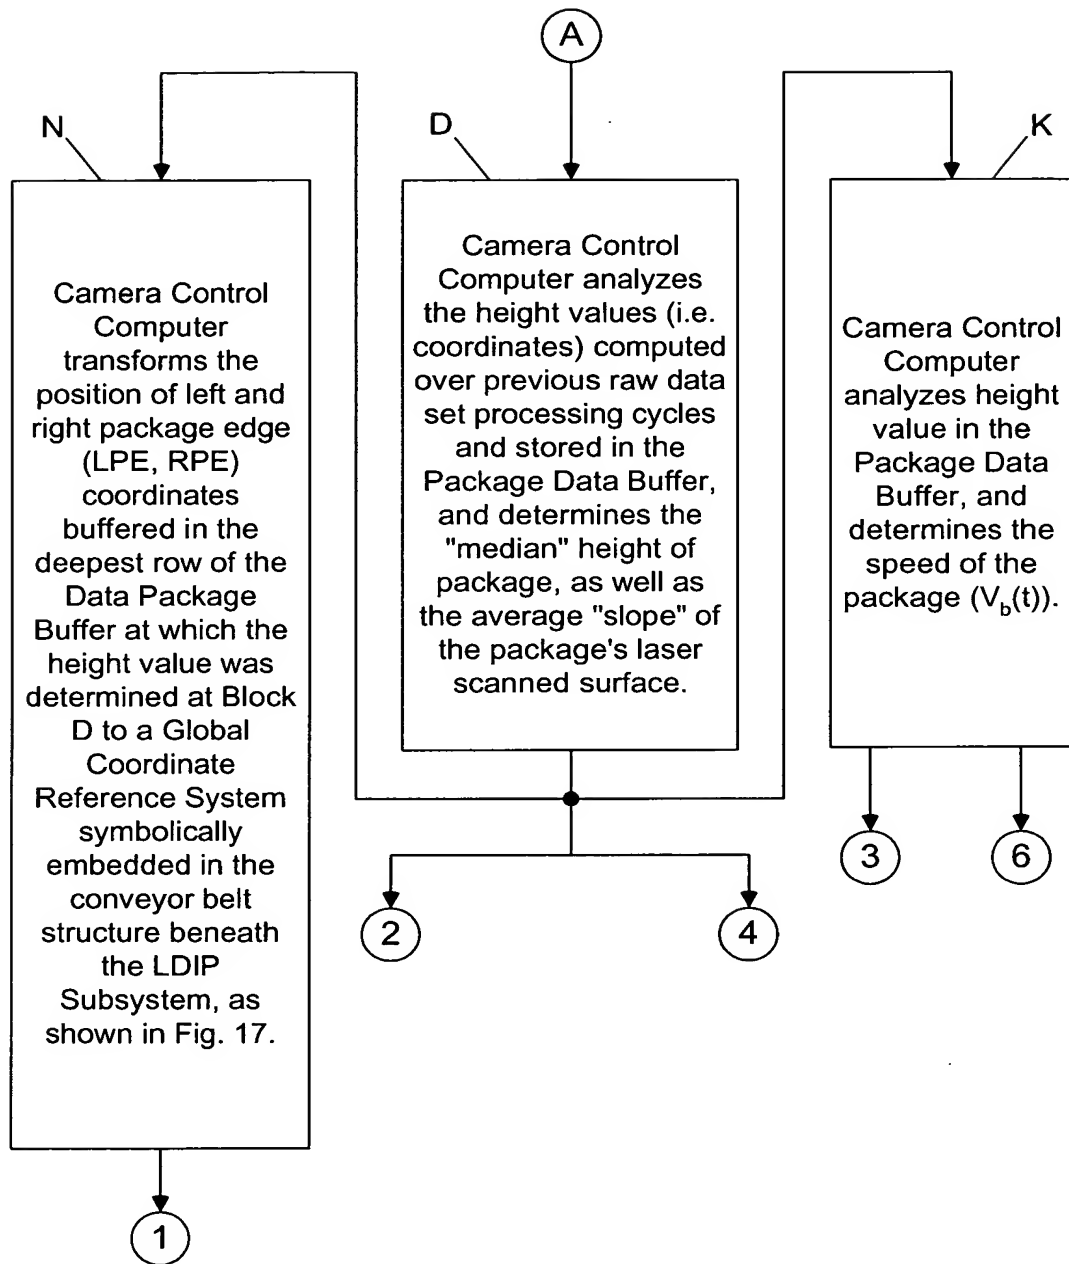 A
N
Camera Control
Computer
transforms the
position of left and
right package edge
(LPE, RPE)
coordinates
buffered in the
deepest row of the
Data Package
Buffer at which the
height value was
determined at Block
D to a Global
Coordinate
Reference System
symbolically
embedded in the
conveyor belt
structure beneath
the LDIP
Subsystem, as
shown in Fig. 17.
1
D
Camera Control
Computer analyzes
the height values (i.e.
coordinates) computed
over previous raw data
set processing cycles
and stored in the
Package Data Buffer,
and determines the
"median" height of
package, as well as
the average "slope" of
the package's laser
scanned surface.
2
4
K
Camera Control
Computer
analyzes height
value in the
Package Data
Buffer, and
determines the
speed of the
package (V_b(t)).
3
6